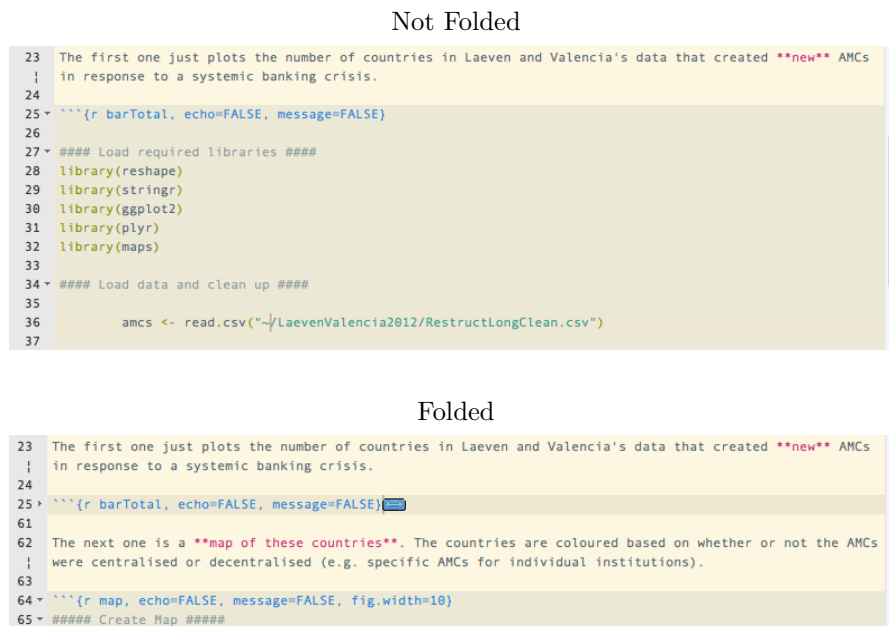 Not Folded
23 The first one just plots the number of countries in Laeven and Valencia's data that created **new** AMCs
¦ in response to a systemic banking crisis.
24
25 ```{r barTotal, echo=FALSE, message=FALSE}
26
27 #### Load required libraries ####
28 library(reshape)
29 library(stringr)
30 library(ggplot2)
31 library(plyr)
32 library(maps)
33
34 #### Load data and clean up ####
35
36 amcs <- read.csv("~/LaevenValencia2012/RestructLongClean.csv")
37
Folded
23 The first one just plots the number of countries in Laeven and Valencia's data that created **new** AMCs
¦ in response to a systemic banking crisis.
24
25 ```{r barTotal, echo=FALSE, message=FALSE}
61
62 The next one is a **map of these countries**. The countries are coloured based on whether or not the AMCs
¦ were centralised or decentralised (e.g. specific AMCs for individual institutions).
63
64 ```{r map, echo=FALSE, message=FALSE, fig.width=10}
65 ##### Create Map #####